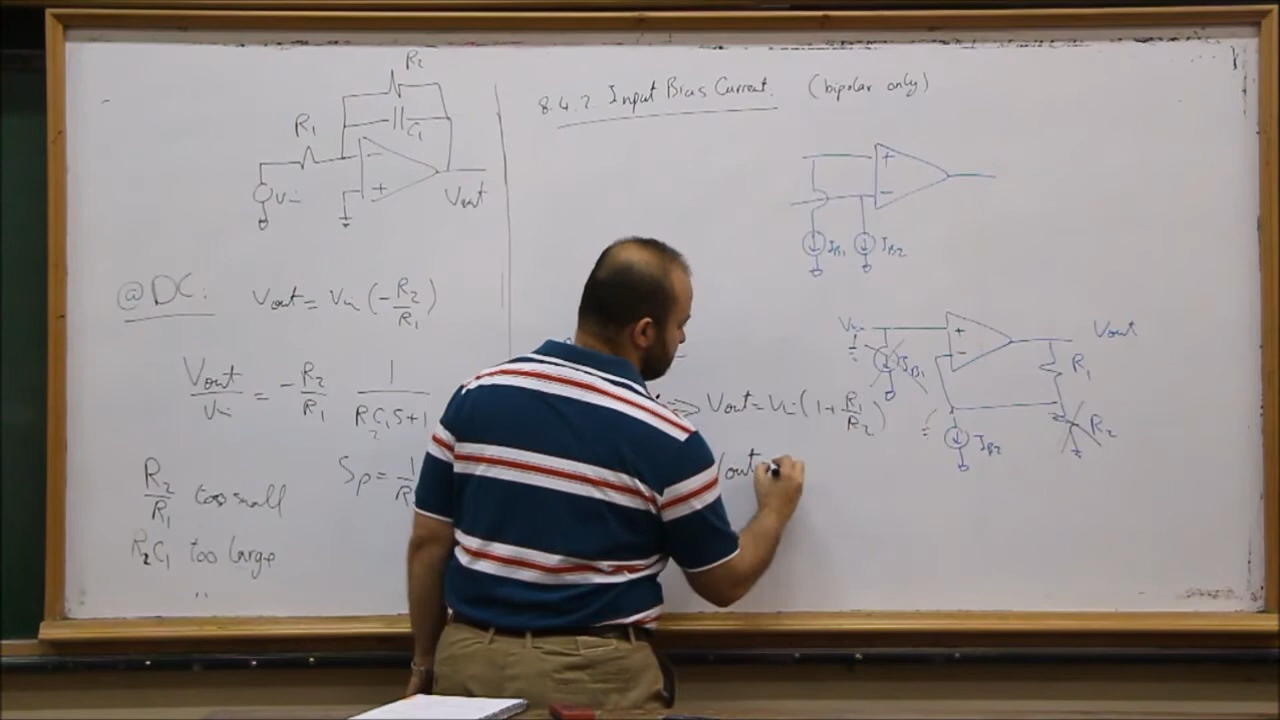 R2
C1
R1
Vin
Vout
@DC: Vout = Vin (-R2/R1)
Vout/Vin = -R2/R1 1/(R2C1S+1)
R2/R1 too small
R2C1 too large
Sp = 1/R
8.4.2 Input Bias Current. (bipolar only)
+
-
IB1 IB2
Vin
+
-
Vout
IB1
R1
IB2
R2
=> Vout = Vin (1+R1/R2)
Vout